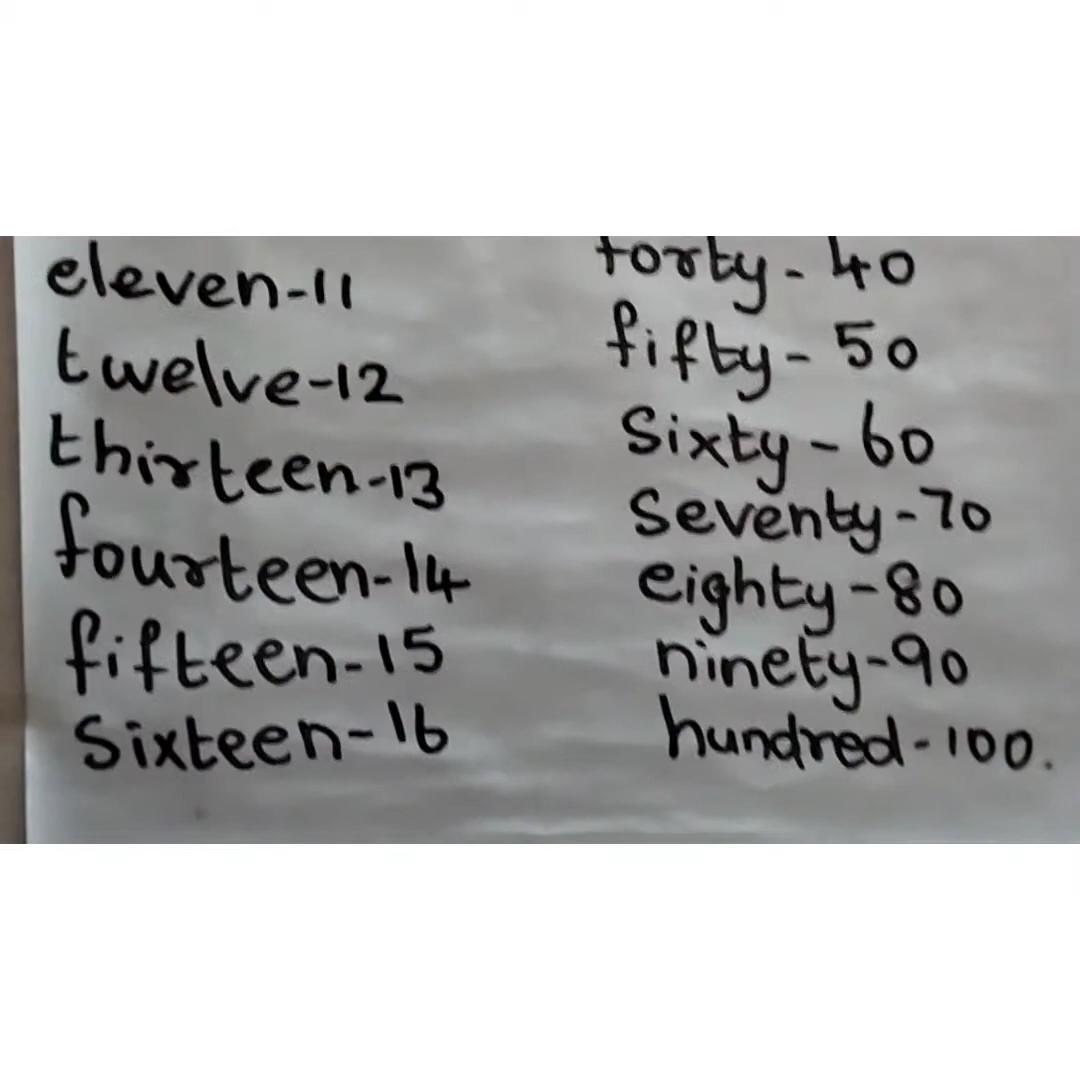 eleven-11
twelve-12
thirteen-13
fourteen-14
fifteen-15
Sixteen-16
forty-40
fifty-50
Sixty-60
Seventy-70
eighty-80
ninety-90
hundred-100.